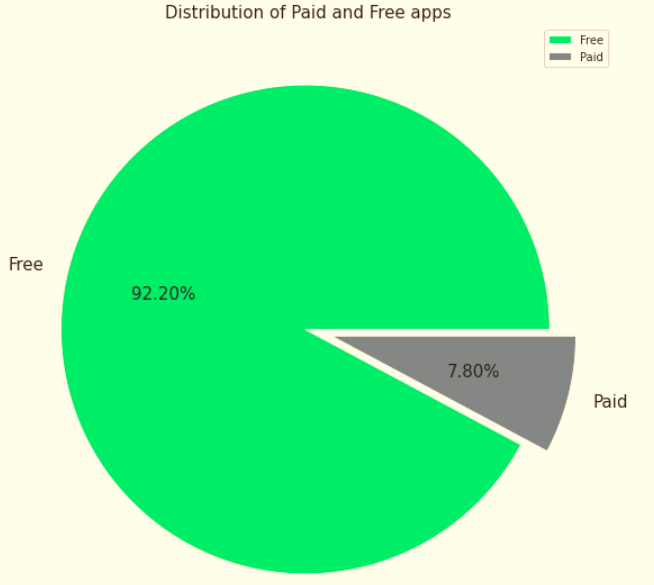 Distribution of Paid and Free apps
Free
Paid
Free
92.20%
7.80%
Paid